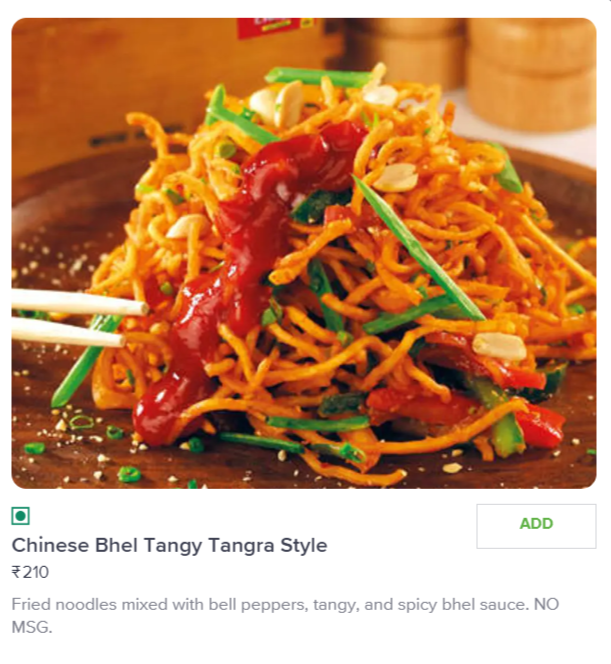 ADD
Chinese Bhel Tangy Tangra Style
₹210
Fried noodles mixed with bell peppers, tangy, and spicy bhel sauce. NO
MSG.